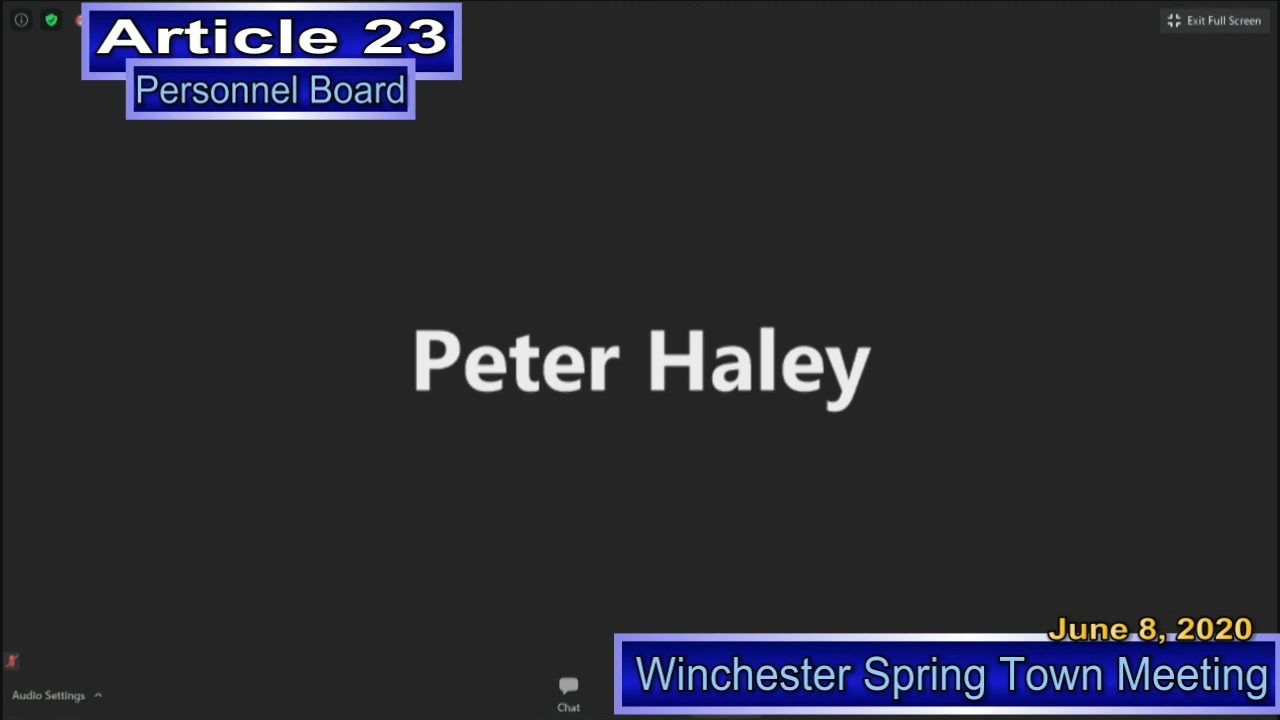 Article 23
Exit Full Screen
Personnel Board
Peter Haley
June 8, 2020
Winchester Spring Town Meeting
Audio Settings
Chat